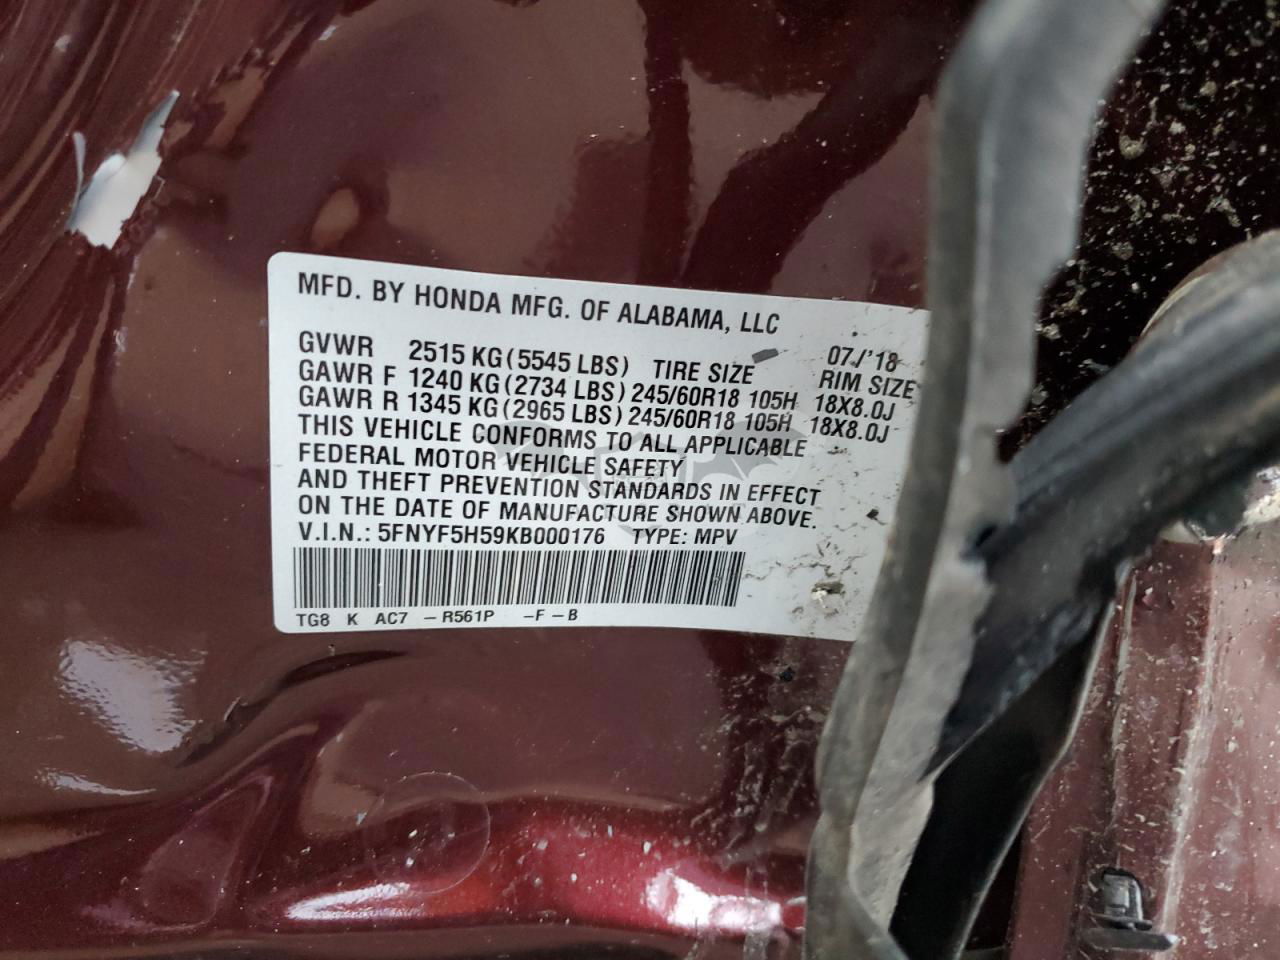 MFD. BY HONDA MFG. OF ALABAMA, LLC
07/'18
GVWR 2515 KG (5545 LBS) TIRE SIZE RIM SIZE
GAWR F 1240 KG (2734 LBS) 245/60R18 105H 18X8.0J
GAWR R 1345 KG (2965 LBS) 245/60R18 105H 18X8.0J
THIS VEHICLE CONFORMS TO ALL APPLICABLE
FEDERAL MOTOR VEHICLE SAFETY
AND THEFT PREVENTION STANDARDS IN EFFECT
ON THE DATE OF MANUFACTURE SHOWN ABOVE.
V.I.N.: 5FNYF5H59KB000176 TYPE: MPV
TG8 K AC7 – R561P – F – B